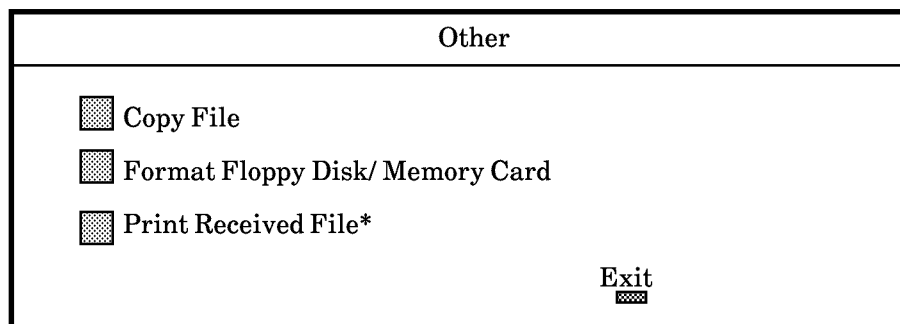 Other
Copy File
Format Floppy Disk/ Memory Card
Print Received File*
Exit